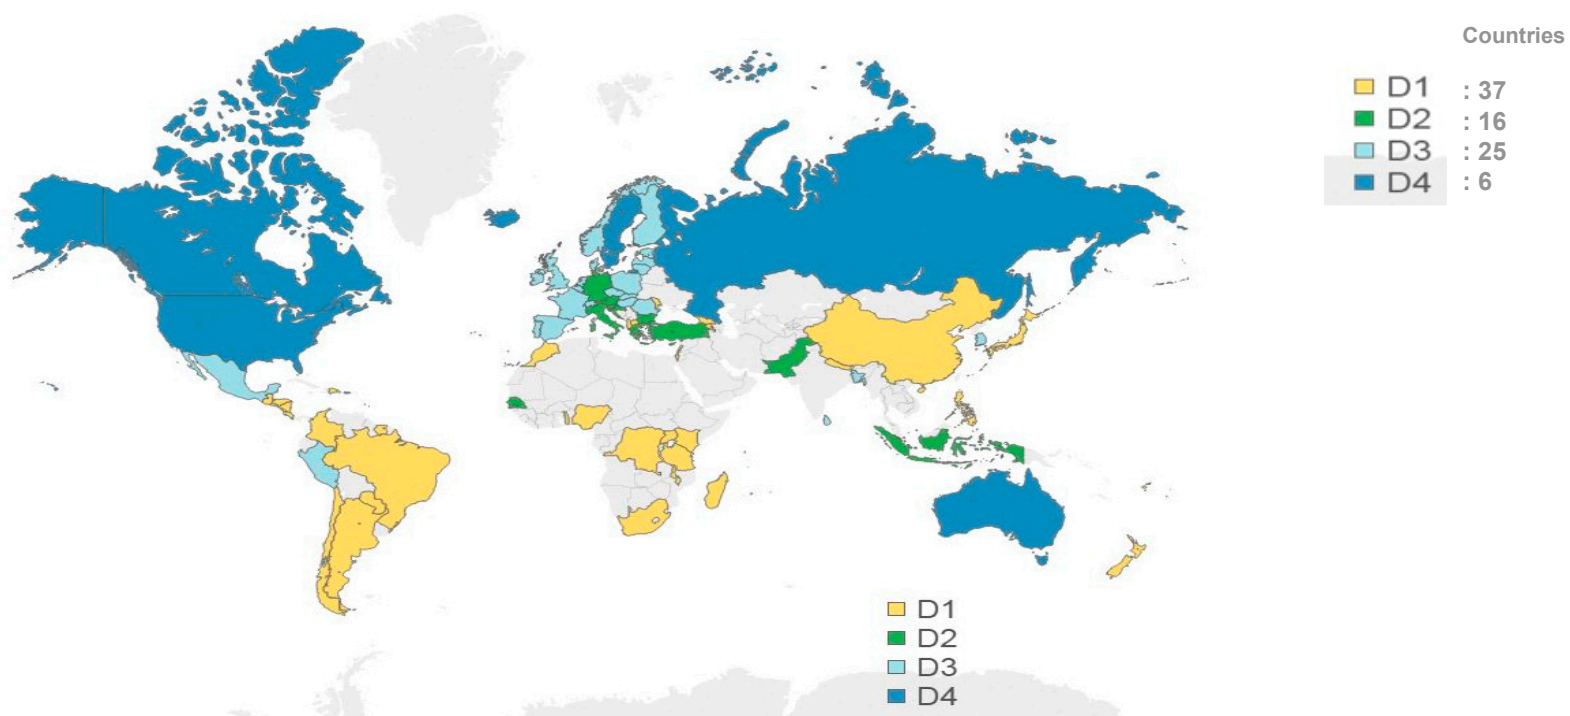 Countries
D1 : 37
D2 : 16
D3 : 25
D4 : 6
D1
D2
D3
D4